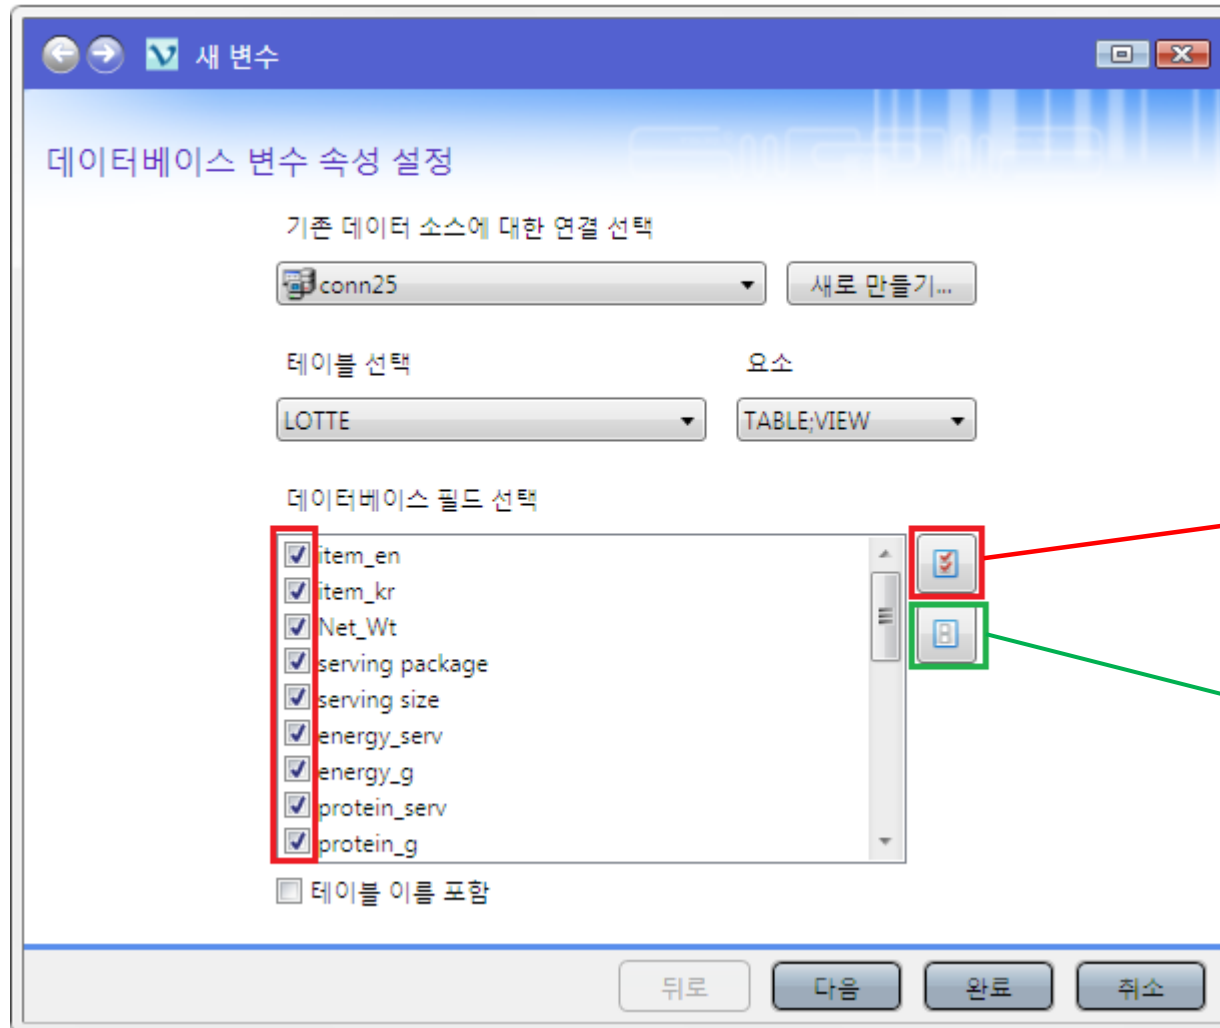 새 변수
데이터베이스 변수 속성 설정
기존 데이터 소스에 대한 연결 선택
conn25 새로 만들기...
테이블 선택 요소
LOTTE TABLE;VIEW
데이터베이스 필드 선택
item_en
item_kr
Net_Wt
serving package
serving size
energy_serv
energy_g
protein_serv
protein_g
테이블 이름 포함
뒤로 다음 완료 취소